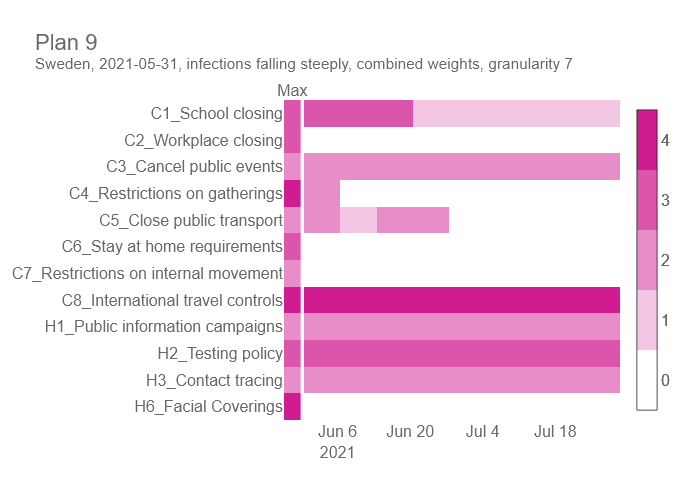 Plan 9
Sweden, 2021-05-31, infections falling steeply, combined weights, granularity 7
Max
C1_School closing
C2_Workplace closing
C3_Cancel public events
C4_Restrictions on gatherings
C5_Close public transport
C6_Stay at home requirements
C7_Restrictions on internal movement
C8_International travel controls
H1_Public information campaigns
H2_Testing policy
H3_Contact tracing
H6_Facial Coverings
Jun 6
2021
Jun 20
Jul 4
Jul 18
4
3
2
1
0